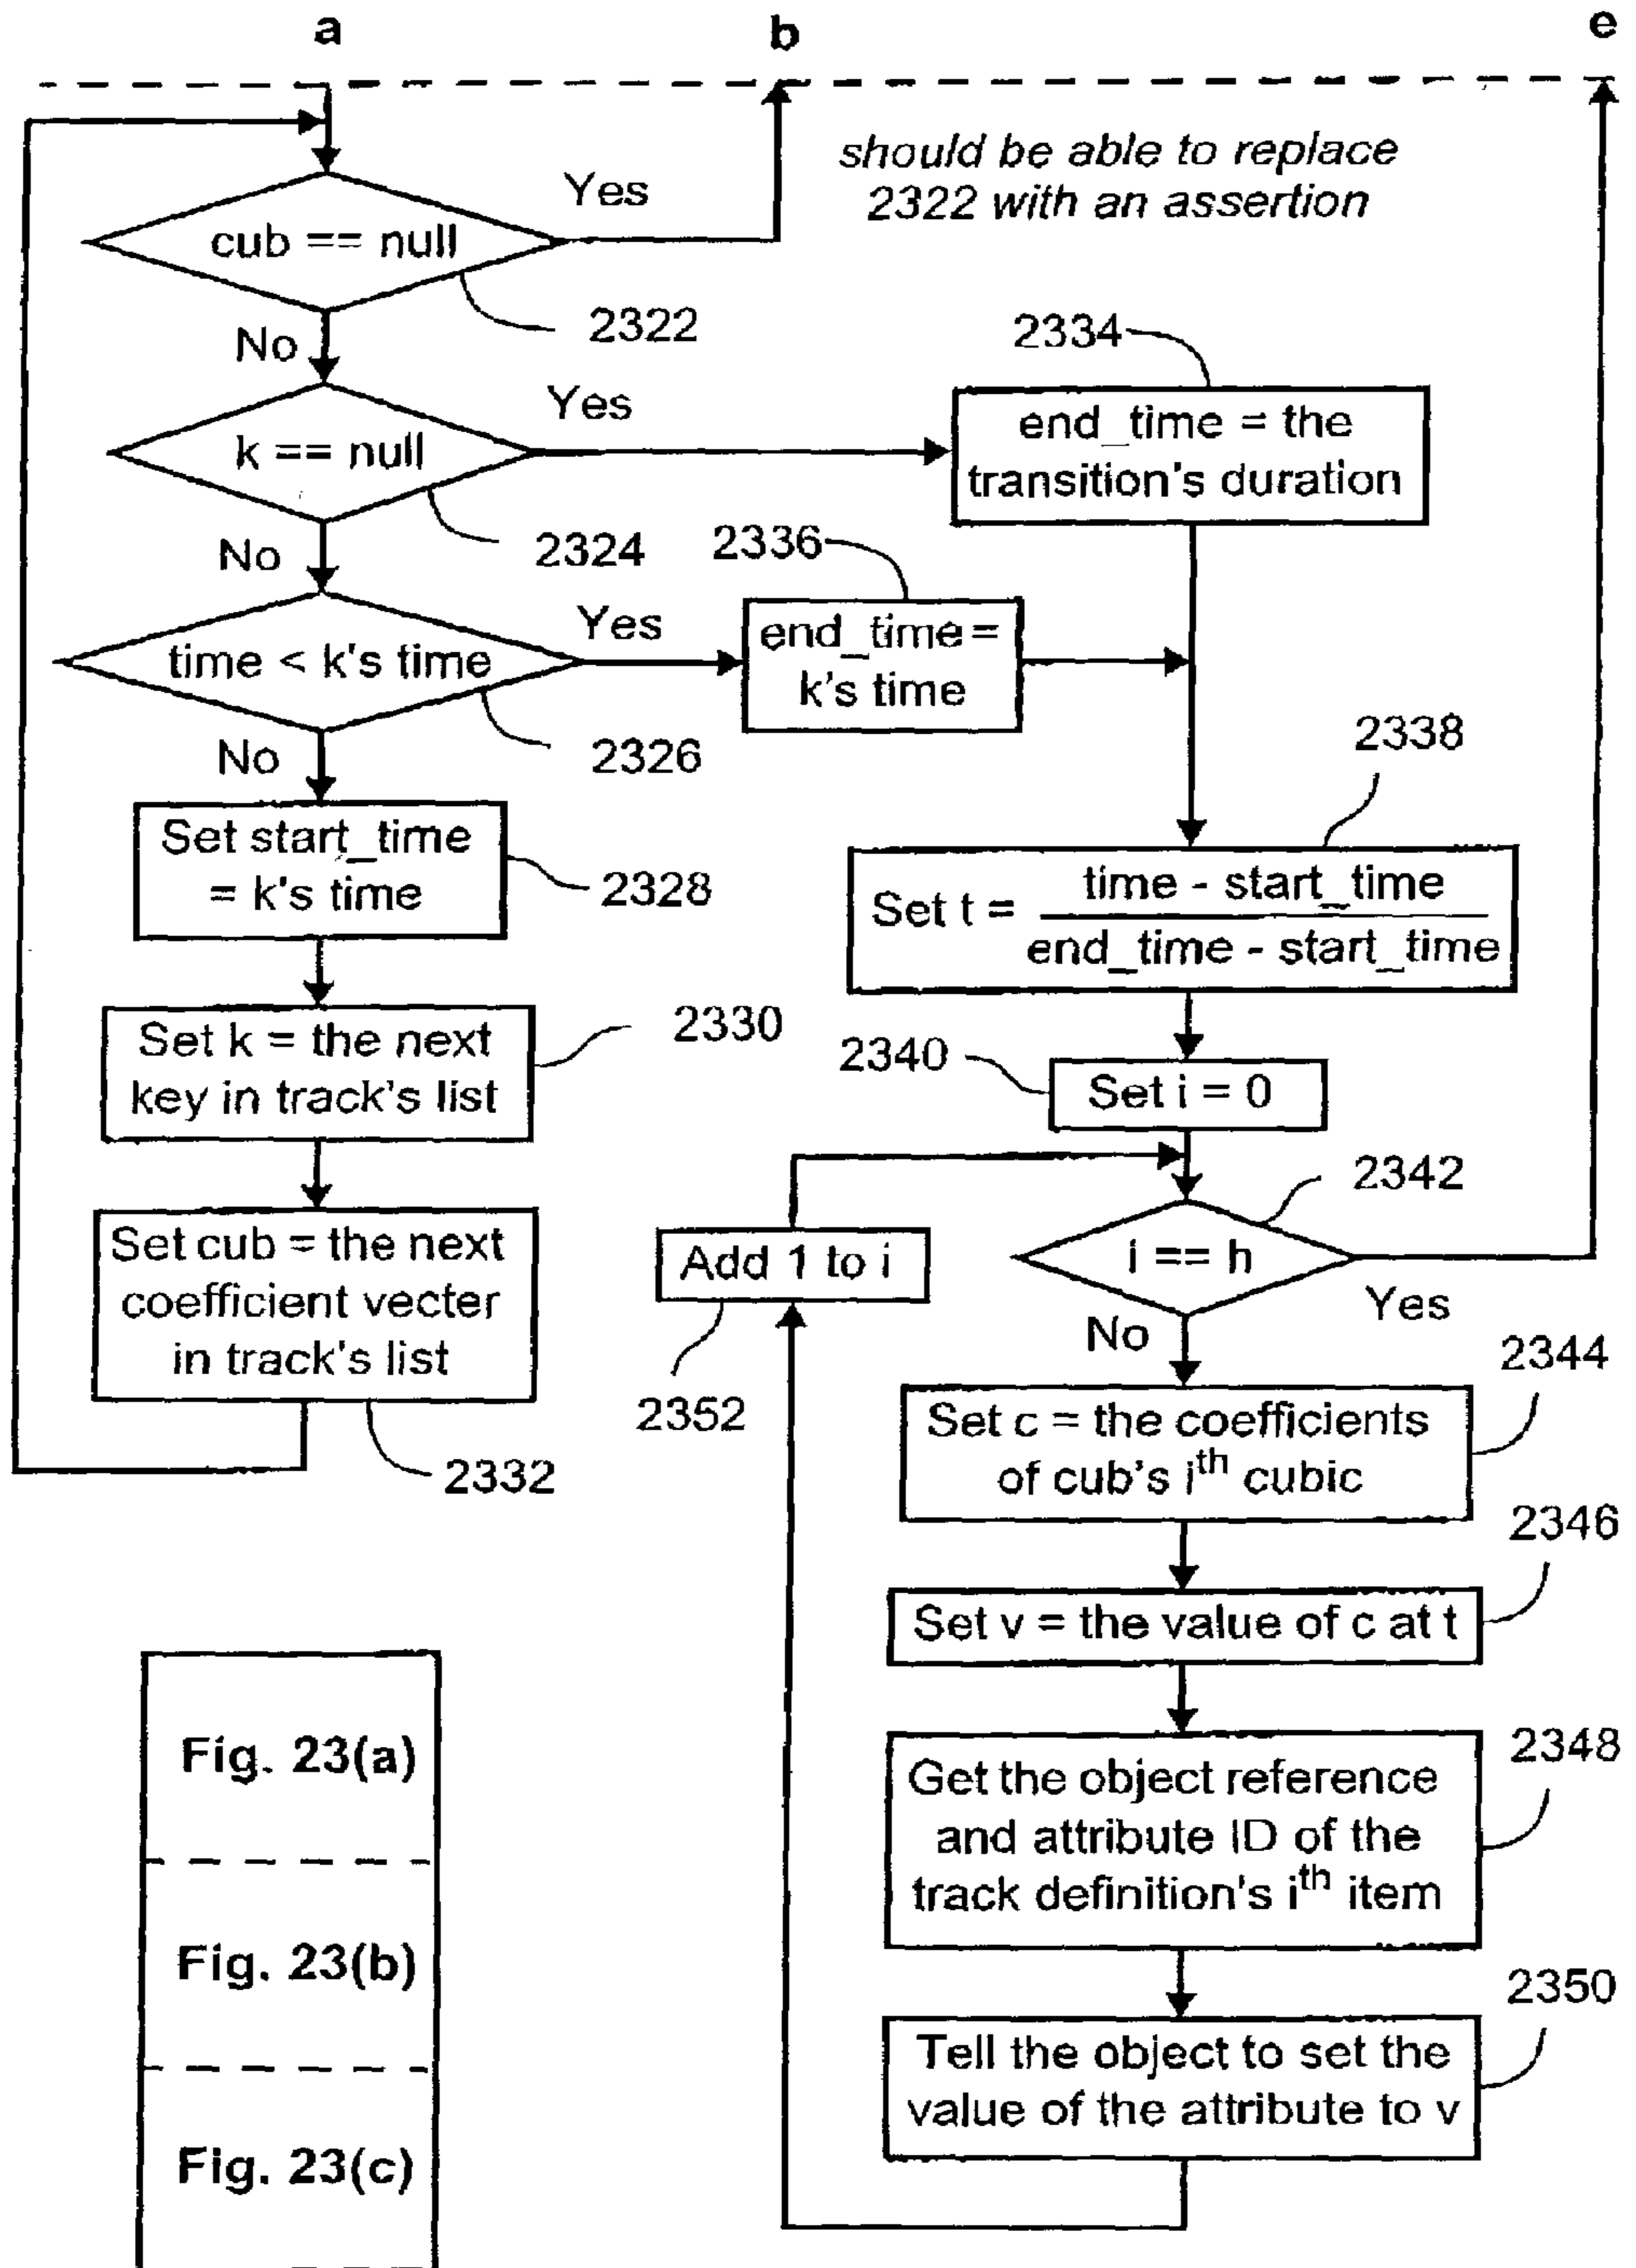 a
b
e
should be able to replace
2322 with an assertion
Yes
cub == null
2322
No
2334
Yes
k == null
end_time = the
transition's duration
2324
No
2336
Yes
time < k's time
end_time =
k's time
2326
No
2338
Set start_time
= k's time
2328
Set t =
time - start_time
end_time - start_time
Set k = the next
key in track's list
2330
2340
Set i = 0
2342
Set cub = the next
coefficient vecter
in track's list
2332
Add 1 to i
2352
i == h
Yes
No
2344
Set c = the coefficients
of cub's ith cubic
2346
Set v = the value of c at t
2348
Get the object reference
and attribute ID of the
track definition's ith item
2350
Tell the object to set the
value of the attribute to v
Fig. 23(a)
Fig. 23(b)
Fig. 23(c)